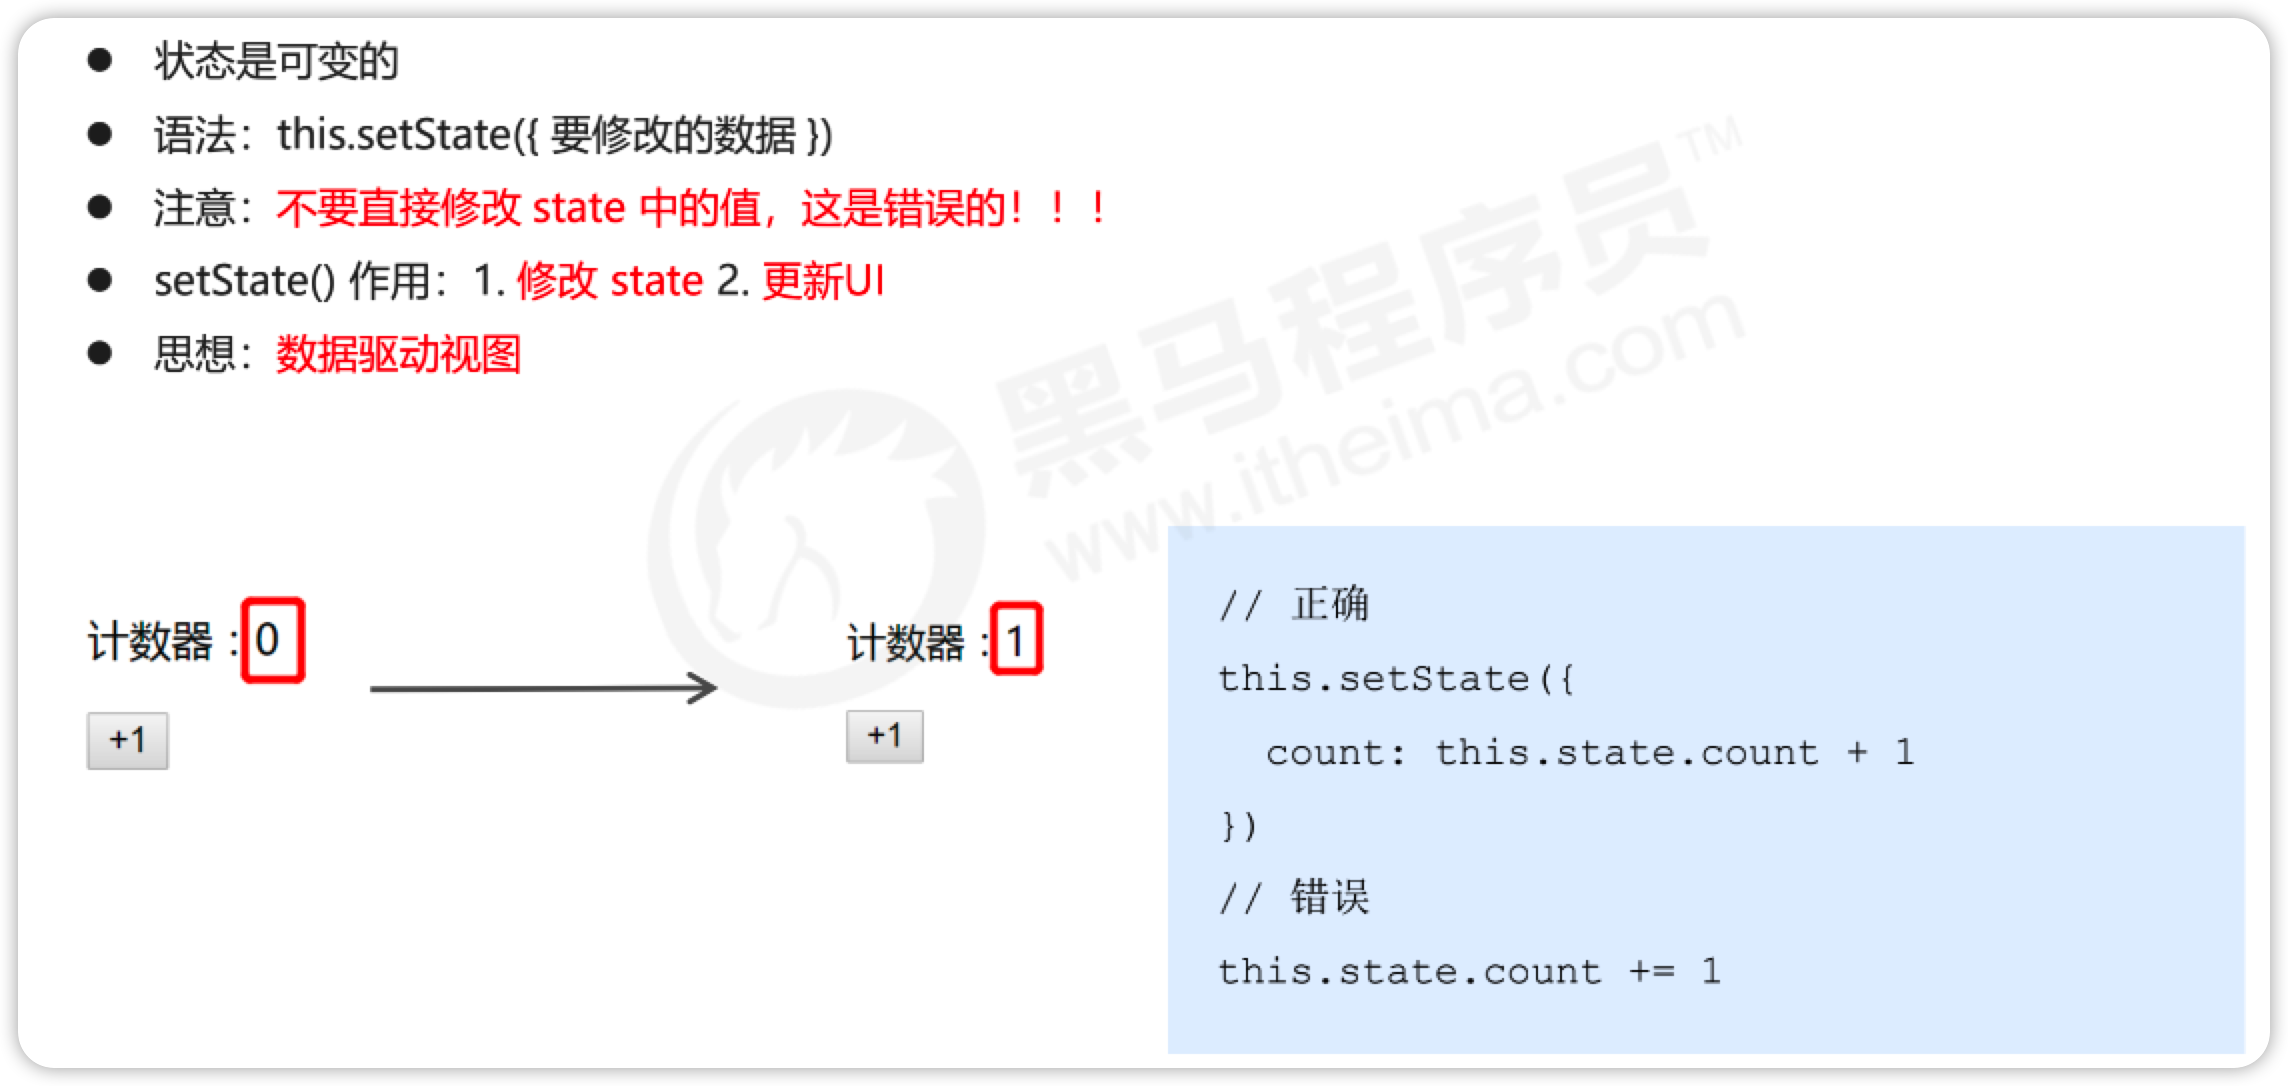 ● 状态是可变的
● 语法：this.setState({ 要修改的数据 })
● 注意：不要直接修改 state 中的值，这是错误的！！！
● setState() 作用：1. 修改 state 2. 更新UI
● 思想：数据驱动视图
黑马程序员™
www.itheima.com
计数器 : 0
+1
计数器 : 1
+1
// 正确
this.setState({
  count: this.state.count + 1
})
// 错误
this.state.count += 1